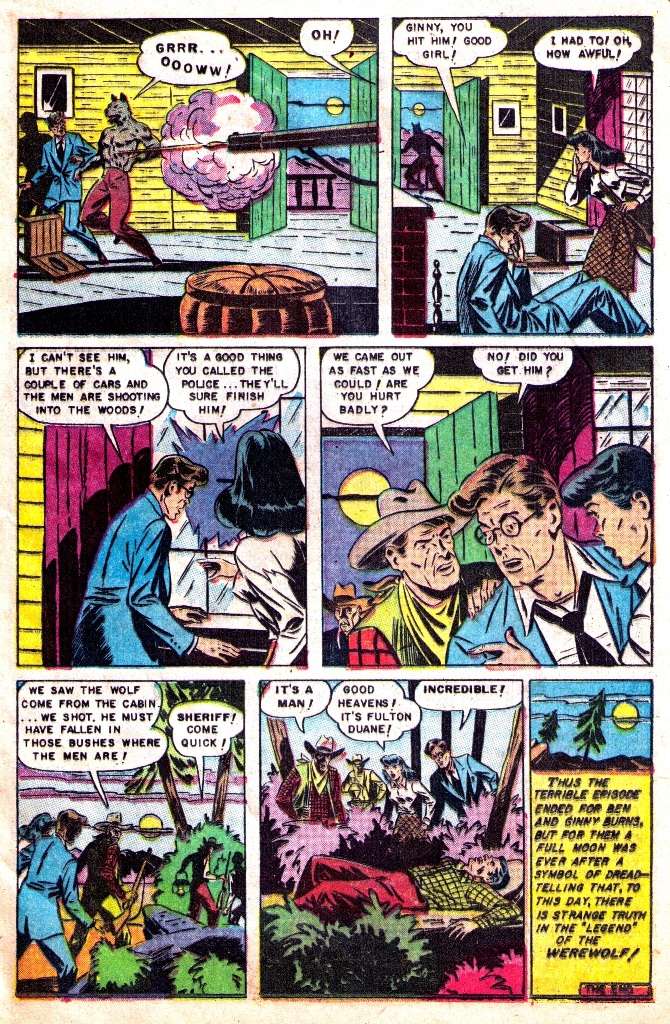 GRRR...
OOOWW!
OH!
GINNY, YOU
HIT HIM! GOOD
GIRL!
I HAD TO! OH,
HOW AWFUL!
I CAN'T SEE HIM,
BUT THERE'S A
COUPLE OF CARS AND
THE MEN ARE SHOOTING
INTO THE WOODS!
IT'S A GOOD THING
YOU CALLED THE
POLICE...THEY'LL
SURE FINISH
HIM!
WE CAME OUT
AS FAST AS WE
COULD! ARE
YOU HURT
BADLY?
NO! DID YOU
GET HIM?
WE SAW THE WOLF
COME FROM THE CABIN.
...WE SHOT. HE MUST
HAVE FALLEN IN
THOSE BUSHES WHERE
THE MEN ARE!
SHERIFF!
COME
QUICK!
IT'S A
MAN!
GOOD
HEAVENS!
IT'S FULTON
DUANE!
INCREDIBLE!
THUS THE
TERRIBLE EPISODE
ENDED FOR BEN
AND GINNY BURNS,
BUT FOR THEM A
FULL MOON WAS
EVER AFTER A
SYMBOL OF DREAD—
TELLING THAT, TO
THIS DAY, THERE
IS STRANGE TRUTH
IN THE "LEGEND"
OF THE
WEREWOLF!
THE END